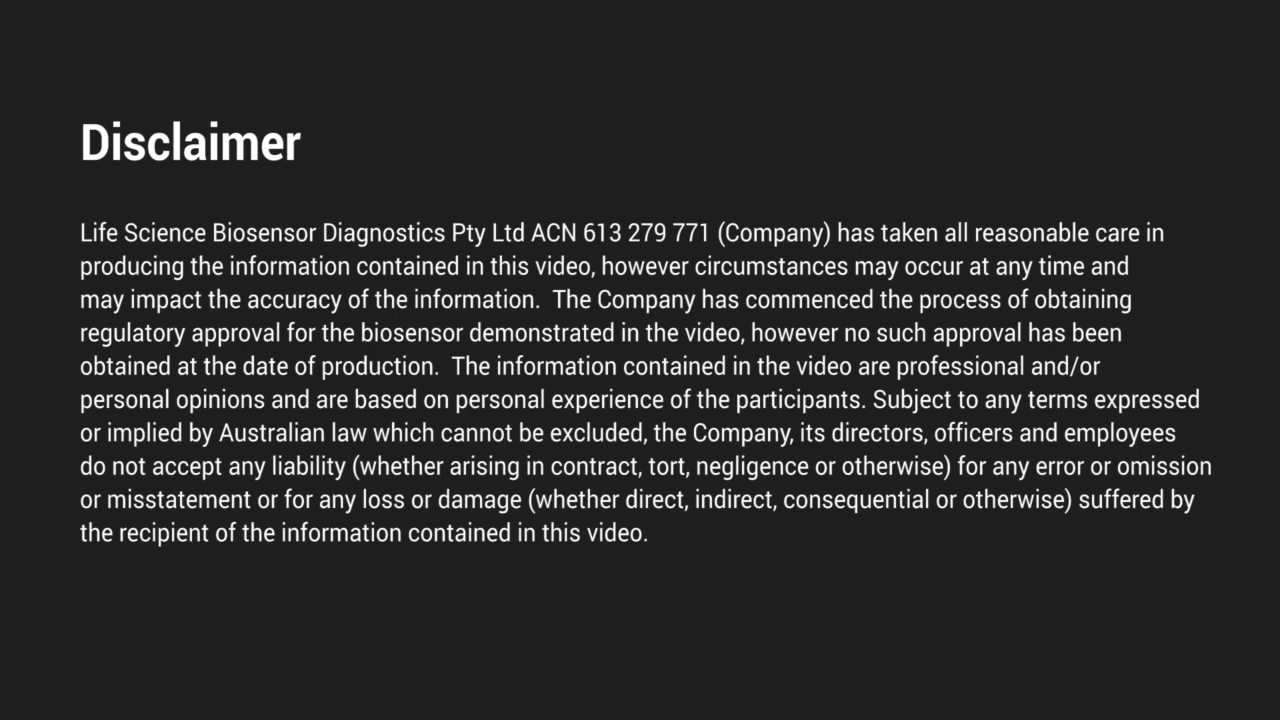 Disclaimer
Life Science Biosensor Diagnostics Pty Ltd ACN 613 279 771 (Company) has taken all reasonable care in
producing the information contained in this video, however circumstances may occur at any time and
may impact the accuracy of the information.  The Company has commenced the process of obtaining
regulatory approval for the biosensor demonstrated in the video, however no such approval has been
obtained at the date of production.  The information contained in the video are professional and/or
personal opinions and are based on personal experience of the participants. Subject to any terms expressed
or implied by Australian law which cannot be excluded, the Company, its directors, officers and employees
do not accept any liability (whether arising in contract, tort, negligence or otherwise) for any error or omission
or misstatement or for any loss or damage (whether direct, indirect, consequential or otherwise) suffered by
the recipient of the information contained in this video.